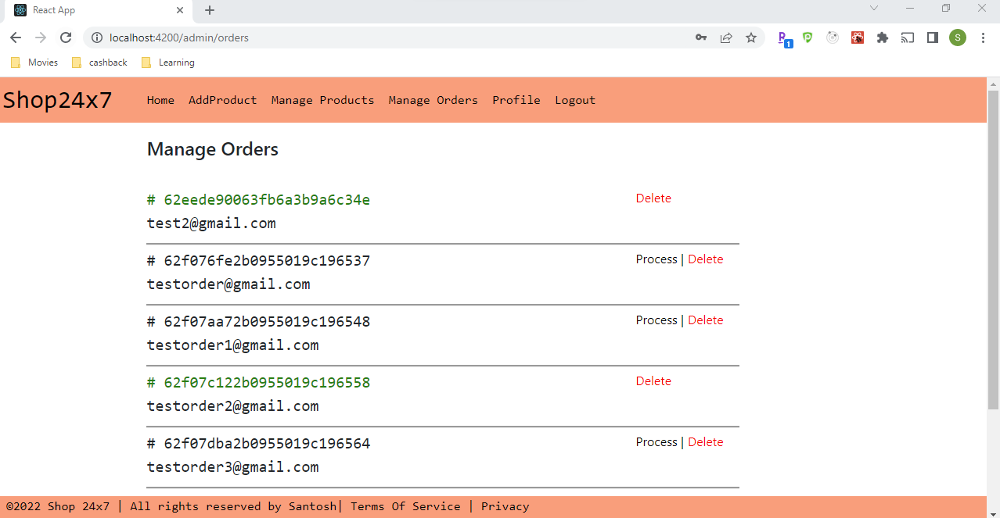 React App
localhost:4200/admin/orders
1
S
Movies cashback Learning
Shop24x7 Home AddProduct Manage Products Manage Orders Profile Logout
Manage Orders
# 62eede90063fb6a3b9a6c34e Delete
test2@gmail.com
# 62f076fe2b0955019c196537 Process | Delete
testorder@gmail.com
# 62f07aa72b0955019c196548 Process | Delete
testorder1@gmail.com
# 62f07c122b0955019c196558 Delete
testorder2@gmail.com
# 62f07dba2b0955019c196564 Process | Delete
testorder3@gmail.com
©2022 Shop 24x7 | All rights reserved by Santosh| Terms Of Service | Privacy